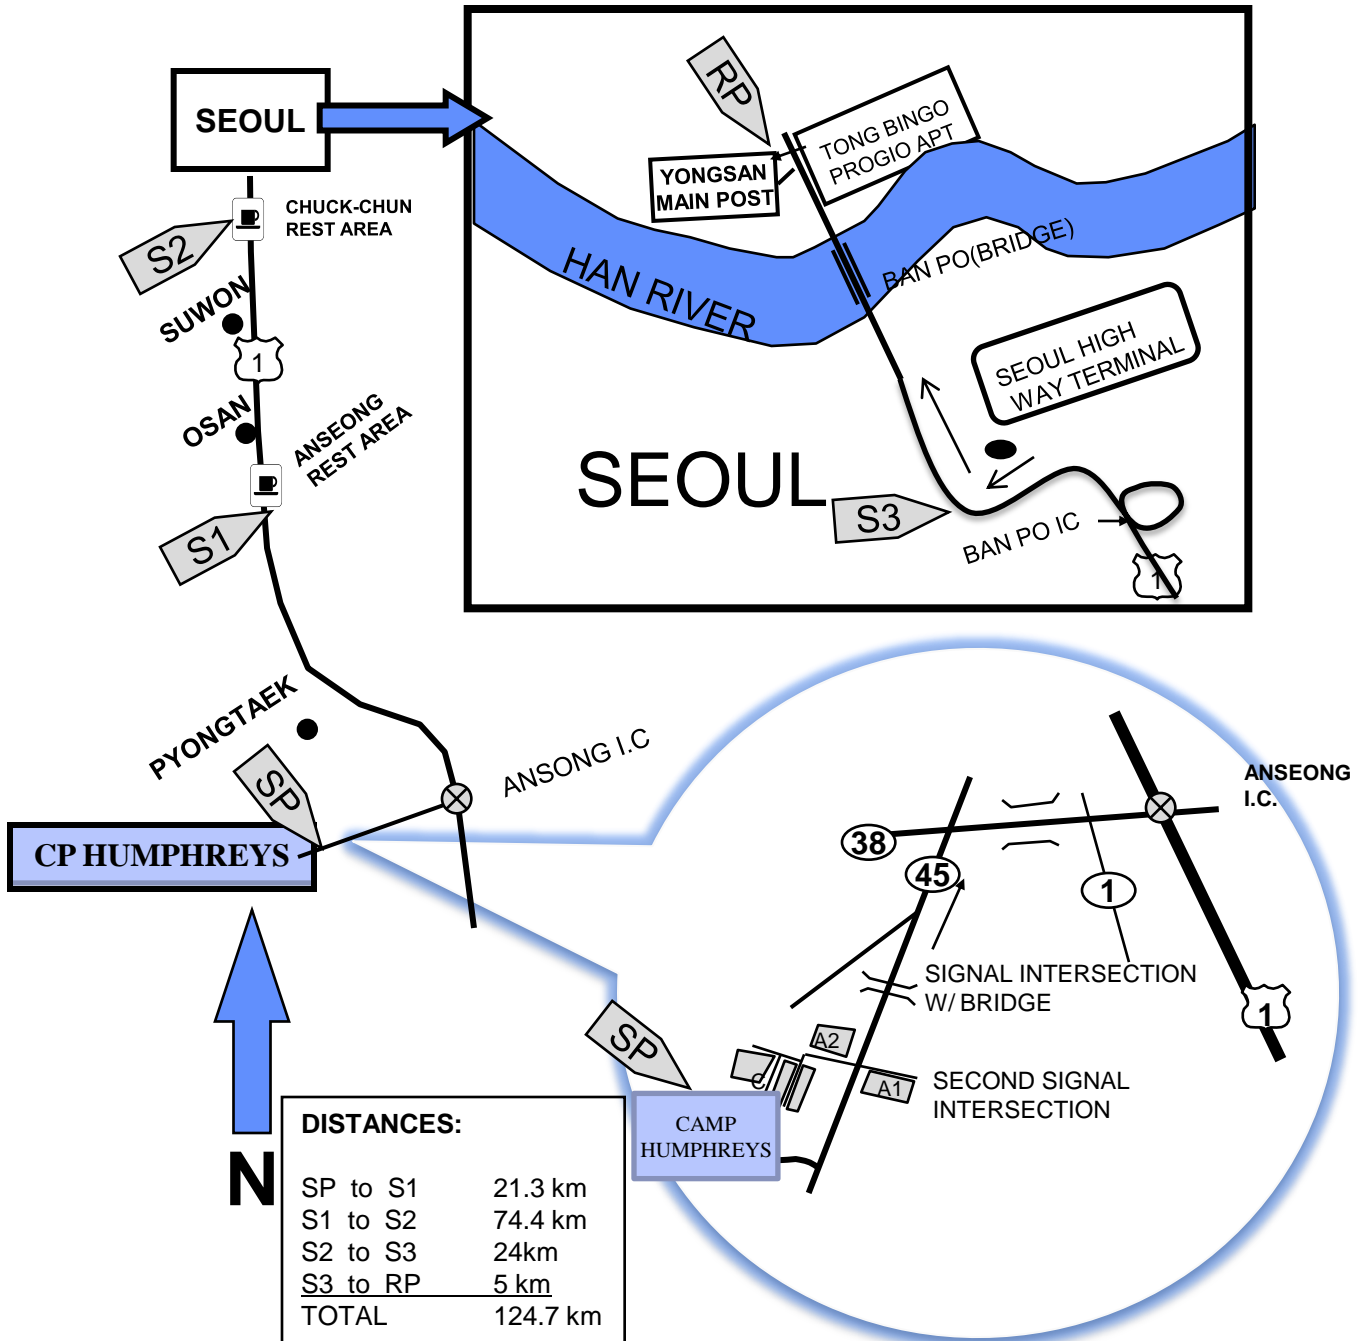 SEOUL
CHUCK-CHUN
REST AREA
S2
SUWON
1
OSAN
ANSEONG
REST AREA
S1
PYONGTAEK
SP
ANSONG I.C
CP HUMPHREYS
N
RP
TONG BINGO
PROGIO APT
YONGSAN
MAIN POST
HAN RIVER
BAN PO(BRIDGE)
SEOUL HIGH
WAY TERMINAL
SEOUL
S3
BAN PO IC
1
ANSEONG
I.C.
38
45
1
1
SIGNAL INTERSECTION
W/ BRIDGE
SP
A2
C
A1
SECOND SIGNAL
INTERSECTION
CAMP
HUMPHREYS
DISTANCES:
SP to S1 21.3 km
S1 to S2 74.4 km
S2 to S3 24km
S3 to RP 5 km
TOTAL 124.7 km